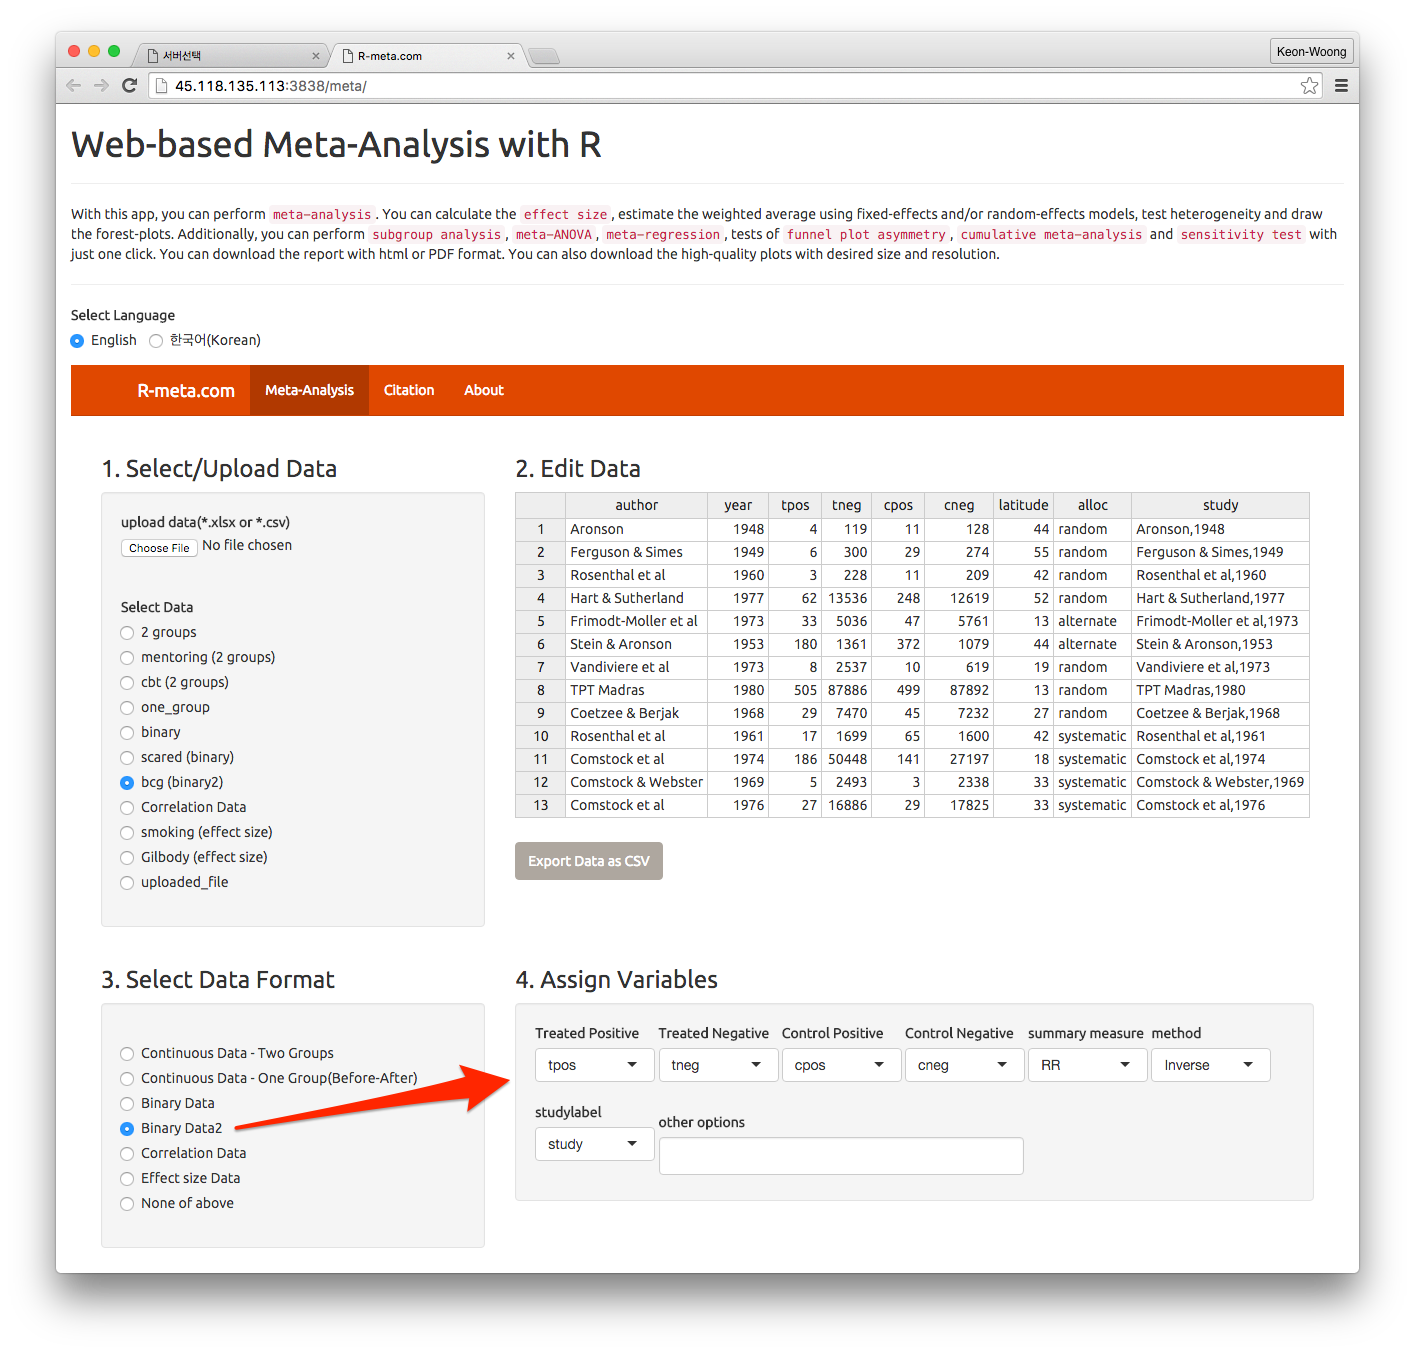 서버선택
R-meta.com
Keon-Woong
45.118.135.113:3838/meta/
Web-based Meta-Analysis with R
With this app, you can perform meta-analysis. You can calculate the effect size, estimate the weighted average using fixed-effects and/or random-effects models, test heterogeneity and draw
the forest-plots. Additionally, you can perform subgroup analysis, meta-ANOVA, meta-regression, tests of funnel plot asymmetry, cumulative meta-analysis and sensitivity test with
just one click. You can download the report with html or PDF format. You can also download the high-quality plots with desired size and resolution.
Select Language
English 한국어(Korean)
R-meta.com Meta-Analysis Citation About
1. Select/Upload Data
upload data(*.xlsx or *.csv)
Choose File No file chosen
Select Data
2 groups
mentoring (2 groups)
cbt (2 groups)
one_group
binary
scared (binary)
bcg (binary2)
Correlation Data
smoking (effect size)
Gilbody (effect size)
uploaded_file
2. Edit Data
author year tpos tneg cpos cneg latitude alloc study
1 Aronson 1948 4 119 11 128 44 random Aronson,1948
2 Ferguson & Simes 1949 6 300 29 274 55 random Ferguson & Simes,1949
3 Rosenthal et al 1960 3 228 11 209 42 random Rosenthal et al,1960
4 Hart & Sutherland 1977 62 13536 248 12619 52 random Hart & Sutherland,1977
5 Frimodt-Moller et al 1973 33 5036 47 5761 13 alternate Frimodt-Moller et al,1973
6 Stein & Aronson 1953 180 1361 372 1079 44 alternate Stein & Aronson,1953
7 Vandiviere et al 1973 8 2537 10 619 19 random Vandiviere et al,1973
8 TPT Madras 1980 505 87886 499 87892 13 random TPT Madras,1980
9 Coetzee & Berjak 1968 29 7470 45 7232 27 random Coetzee & Berjak,1968
10 Rosenthal et al 1961 17 1699 65 1600 42 systematic Rosenthal et al,1961
11 Comstock et al 1974 186 50448 141 27197 18 systematic Comstock et al,1974
12 Comstock & Webster 1969 5 2493 3 2338 33 systematic Comstock & Webster,1969
13 Comstock et al 1976 27 16886 29 17825 33 systematic Comstock et al,1976
Export Data as CSV
3. Select Data Format
Continuous Data - Two Groups
Continuous Data - One Group(Before-After)
Binary Data
Binary Data2
Correlation Data
Effect size Data
None of above
4. Assign Variables
Treated Positive Treated Negative Control Positive Control Negative summary measure method
tpos tneg cpos cneg RR Inverse
studylabel other options
study